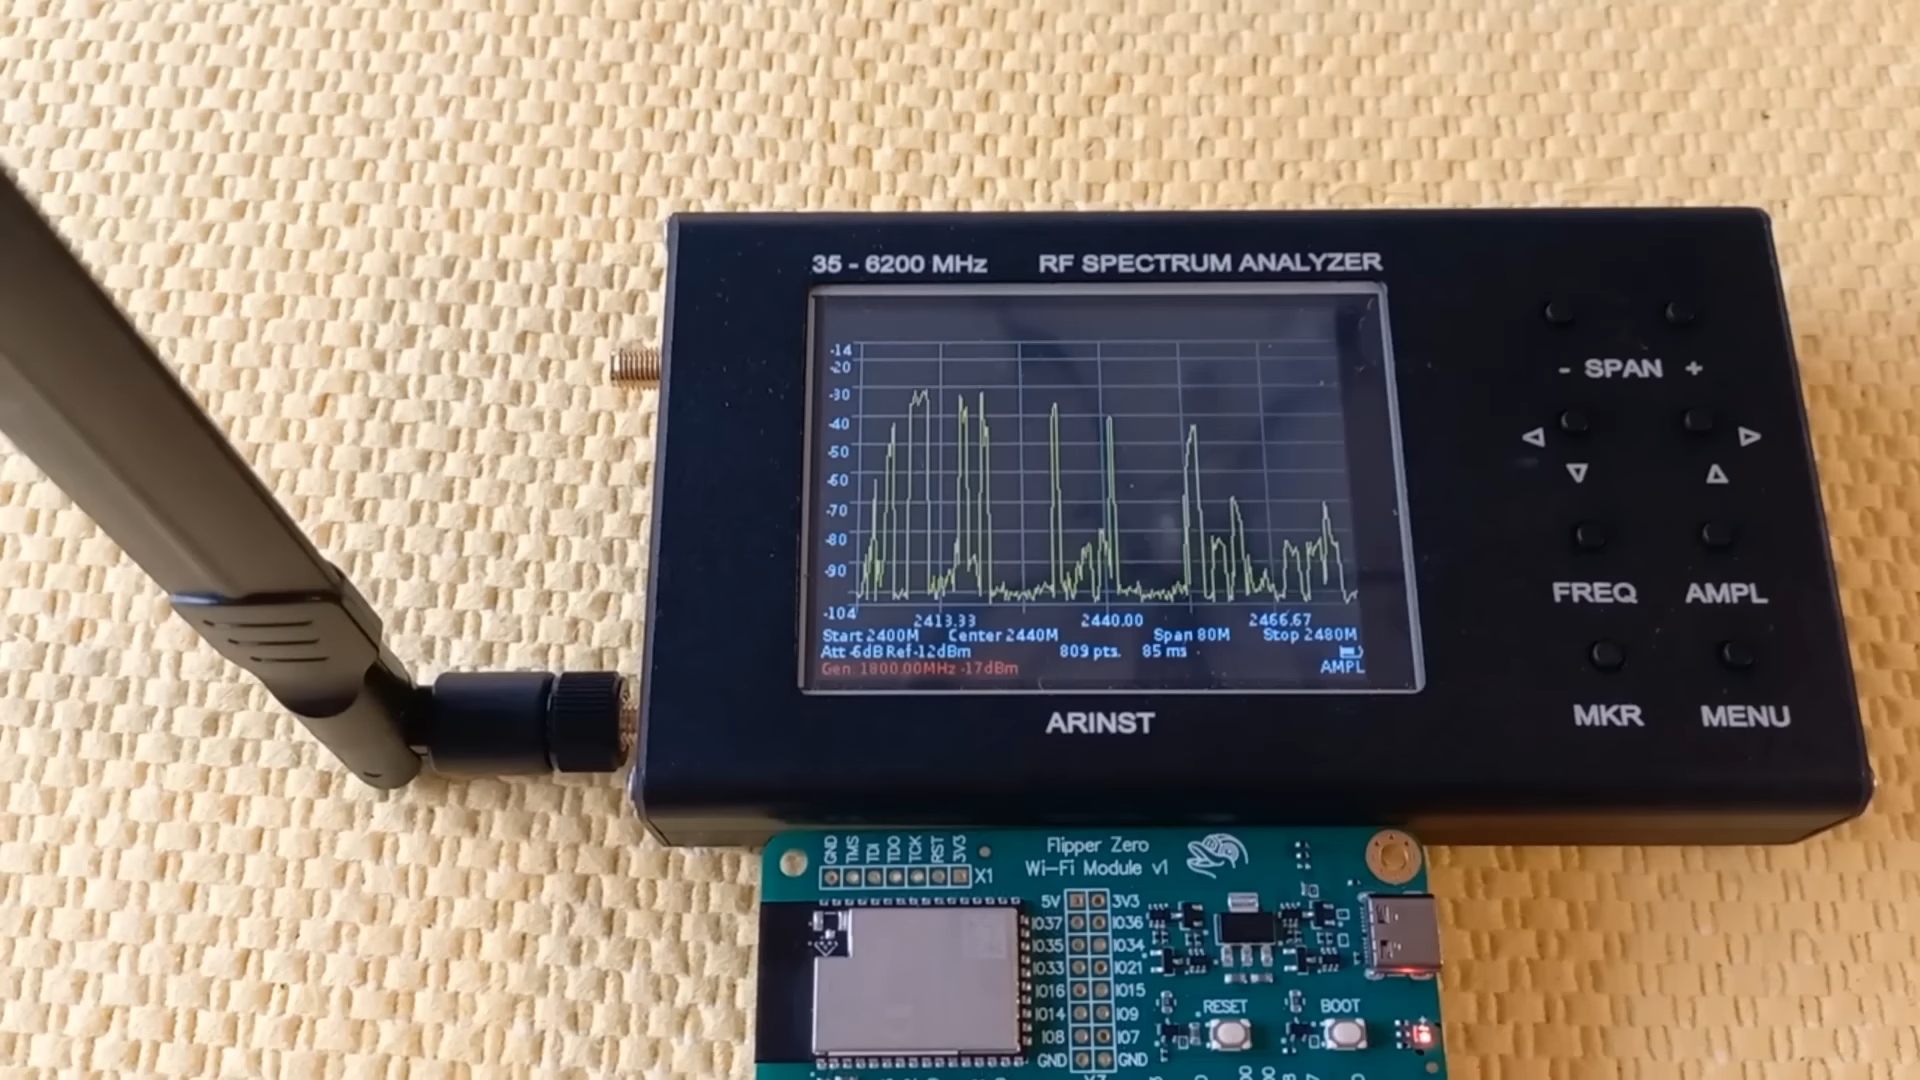 35 - 6200 MHz RF SPECTRUM ANALYZER
-14
-20
-30
-40
-50
-60
-70
-80
-90
-104
2413.33 2440.00 2466.67
Start 2400M Center 2440M Span 80M Stop 2480M
Att -6dB Ref -12dBm 809 pts. 85 ms
Gen 1800.00MHz -17dBm AMPL
ARINST
- SPAN +
FREQ AMPL
MKR MENU
GND TMS TDI TDO TCK RST 3V3 X1
Flipper Zero
Wi-Fi Module v1
5V 3V3
IO37 IO36
IO35 IO34
IO33 IO21
IO16 IO15
IO14 IO9
IO8 IO7
GND GND
RESET BOOT